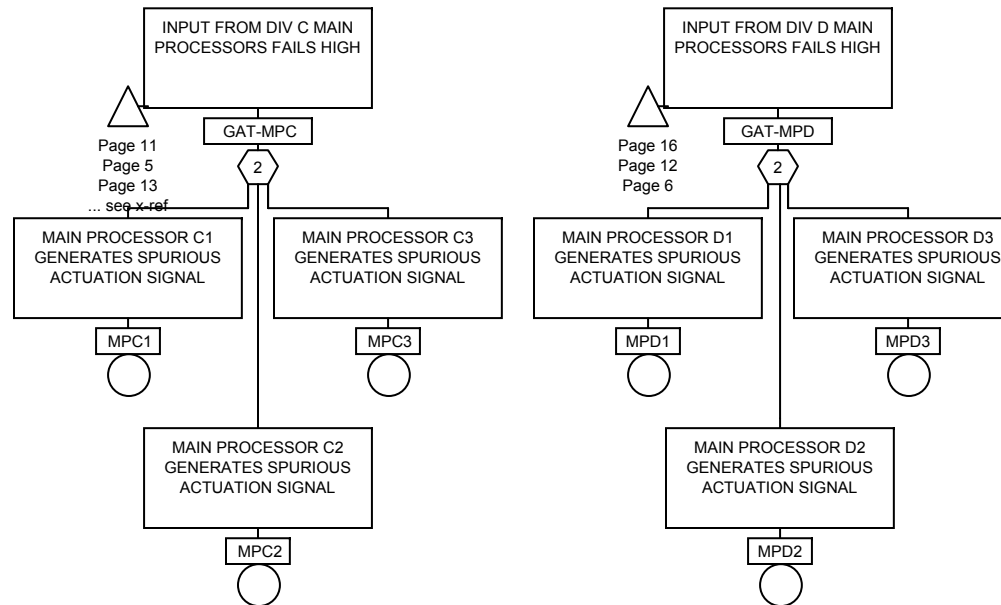 INPUT FROM DIV C MAIN
PROCESSORS FAILS HIGH
GAT-MPC
Page 11
Page 5
Page 13
... see x-ref
2
MAIN PROCESSOR C1
GENERATES SPURIOUS
ACTUATION SIGNAL
MPC1
MAIN PROCESSOR C3
GENERATES SPURIOUS
ACTUATION SIGNAL
MPC3
MAIN PROCESSOR C2
GENERATES SPURIOUS
ACTUATION SIGNAL
MPC2
INPUT FROM DIV D MAIN
PROCESSORS FAILS HIGH
GAT-MPD
Page 16
Page 12
Page 6
2
MAIN PROCESSOR D1
GENERATES SPURIOUS
ACTUATION SIGNAL
MPD1
MAIN PROCESSOR D3
GENERATES SPURIOUS
ACTUATION SIGNAL
MPD3
MAIN PROCESSOR D2
GENERATES SPURIOUS
ACTUATION SIGNAL
MPD2